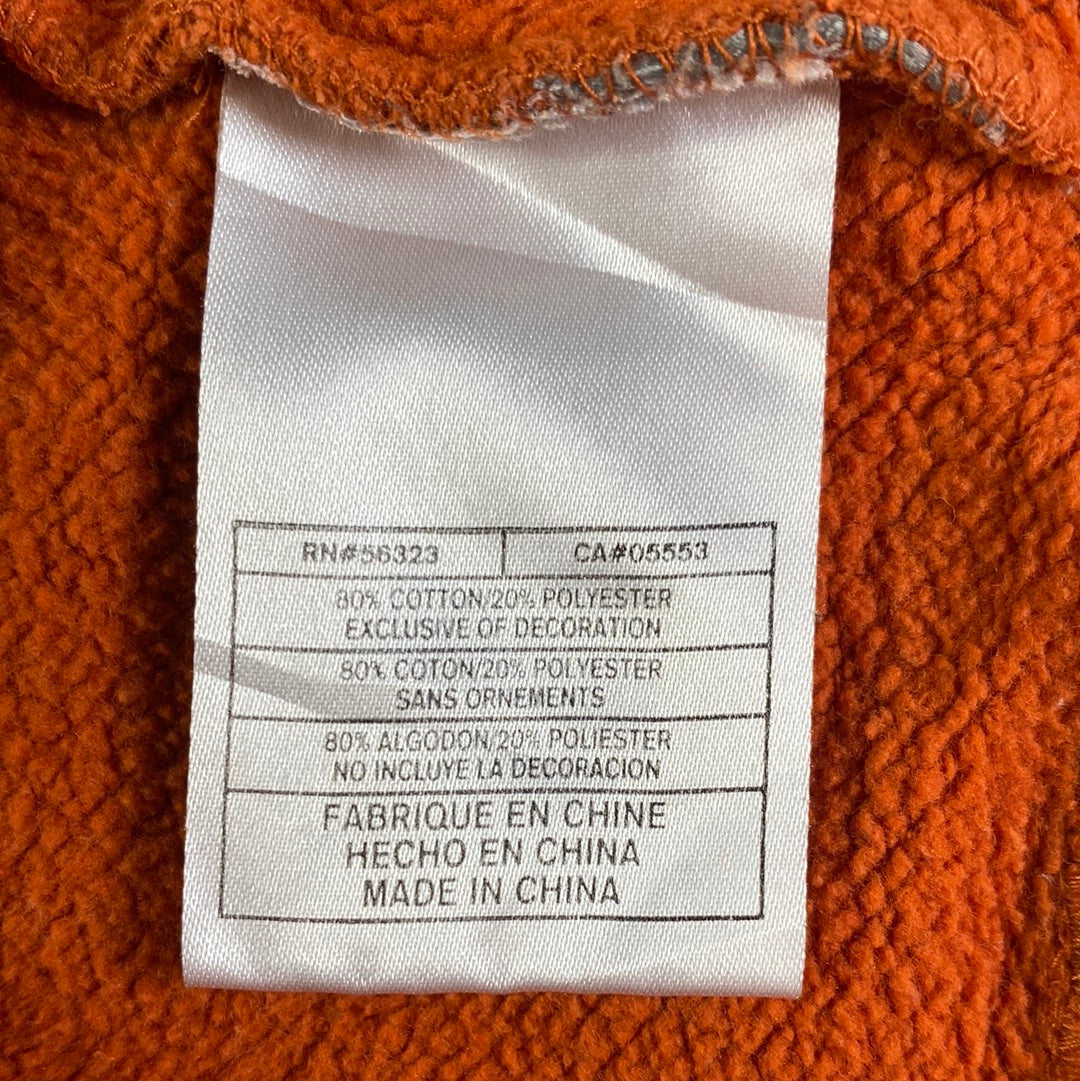 RN#56323 CA#05553
80% COTTON/20% POLYESTER
EXCLUSIVE OF DECORATION
80% COTON/20% POLYESTER
SANS ORNEMENTS
80% ALGODON/20% POLIESTER
NO INCLUYE LA DECORACION
FABRIQUE EN CHINE
HECHO EN CHINA
MADE IN CHINA